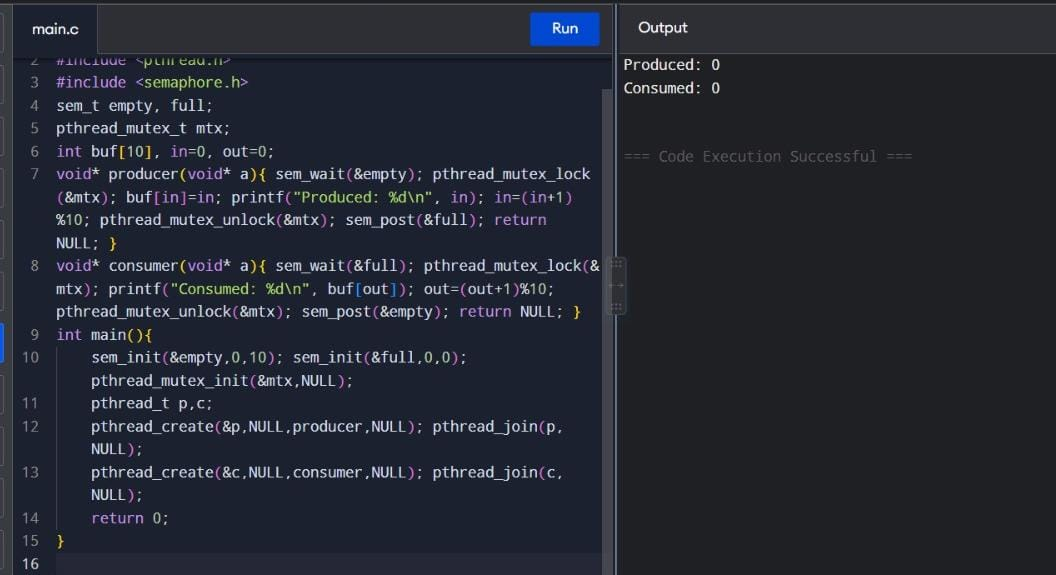 main.c
Run
Output
2 #include <pthread.h>
3 #include <semaphore.h>
4 sem_t empty, full;
5 pthread_mutex_t mtx;
6 int buf[10], in=0, out=0;
7 void* producer(void* a){ sem_wait(&empty); pthread_mutex_lock
(&mtx); buf[in]=in; printf("Produced: %d\n", in); in=(in+1)
%10; pthread_mutex_unlock(&mtx); sem_post(&full); return
NULL; }
8 void* consumer(void* a){ sem_wait(&full); pthread_mutex_lock(&
mtx); printf("Consumed: %d\n", buf[out]); out=(out+1)%10;
pthread_mutex_unlock(&mtx); sem_post(&empty); return NULL; }
9 int main(){
10 sem_init(&empty,0,10); sem_init(&full,0,0);
pthread_mutex_init(&mtx,NULL);
11 pthread_t p,c;
12 pthread_create(&p,NULL,producer,NULL); pthread_join(p,
NULL);
13 pthread_create(&c,NULL,consumer,NULL); pthread_join(c,
NULL);
14 return 0;
15 }
16
Produced: 0
Consumed: 0
=== Code Execution Successful ===